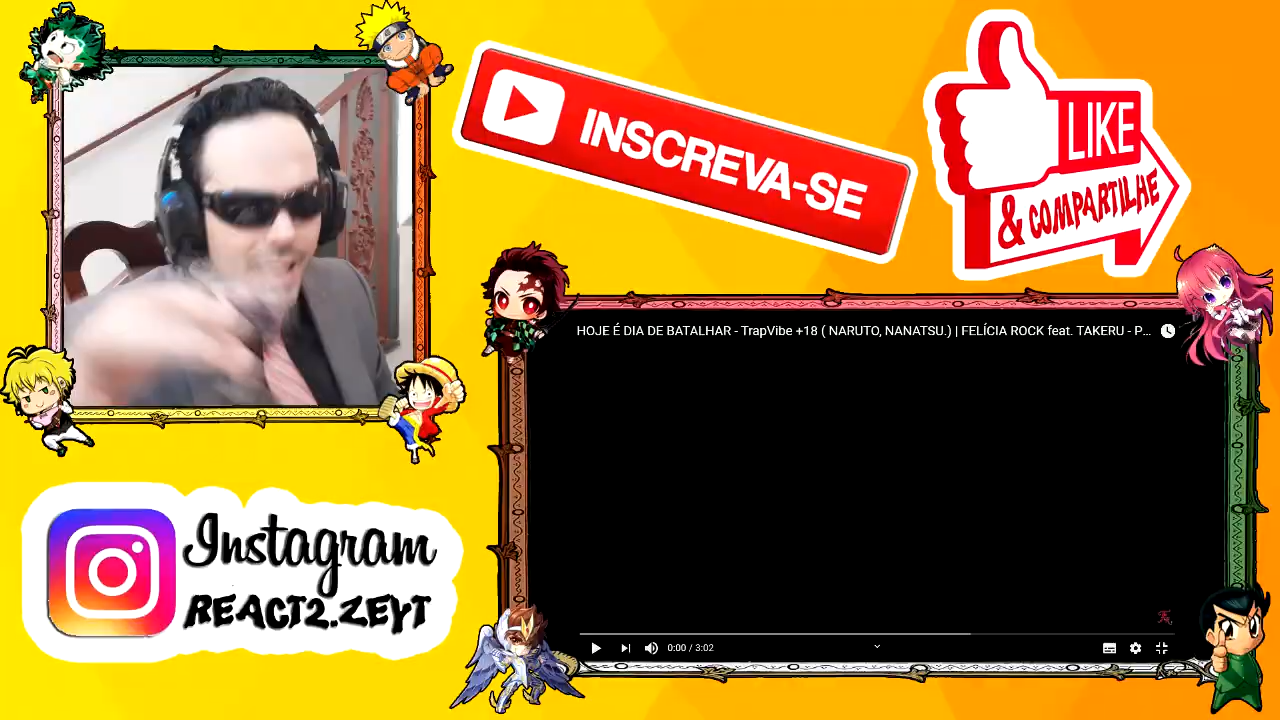 INSCREVA-SE
LIKE
& COMPARTILHE
HOJE É DIA DE BATALHAR - TrapVibe +18 ( NARUTO, NANATSU.) | FELÍCIA ROCK feat. TAKERU - P...
0:00 / 3:02
Instagram
REACT2.ZEYT